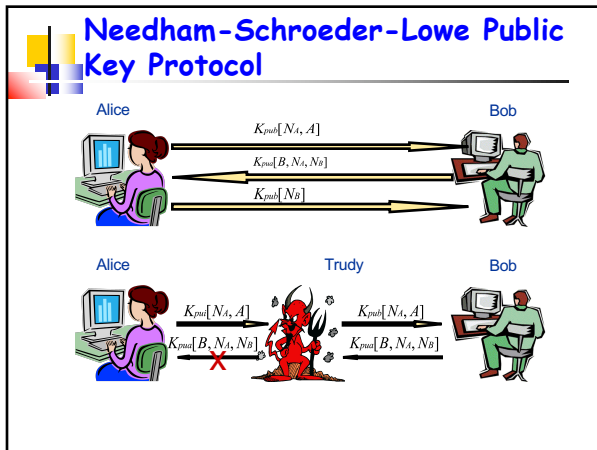 Needham-Schroeder-Lowe Public
Key Protocol
Alice
Bob
Kpub[NA, A]
Kpua[B, NA, NB]
Kpub[NB]
Alice
Trudy
Bob
Kpui[NA, A]
Kpub[NA, A]
Kpua[B, NA, NB]
Kpua[B, NA, NB]
X